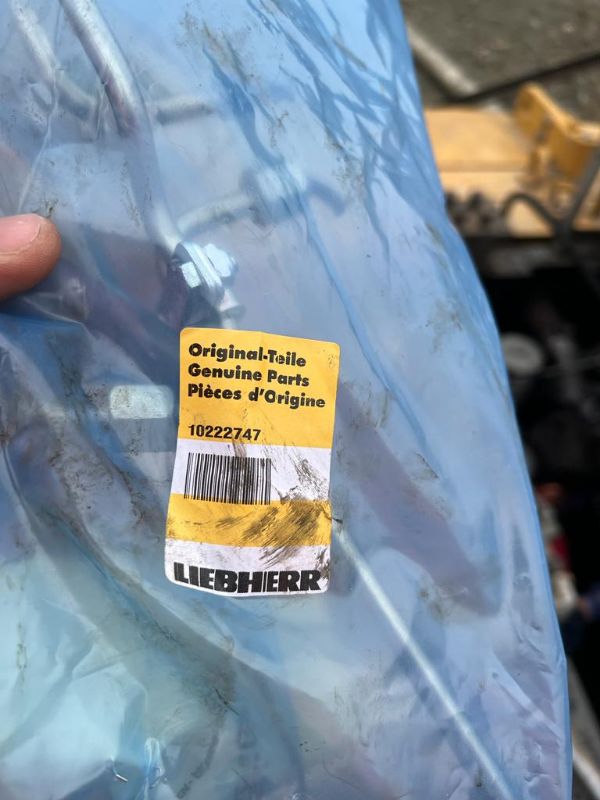 Original-Teile
Genuine Parts
Pièces d'Origine
10222747
LIEBHERR